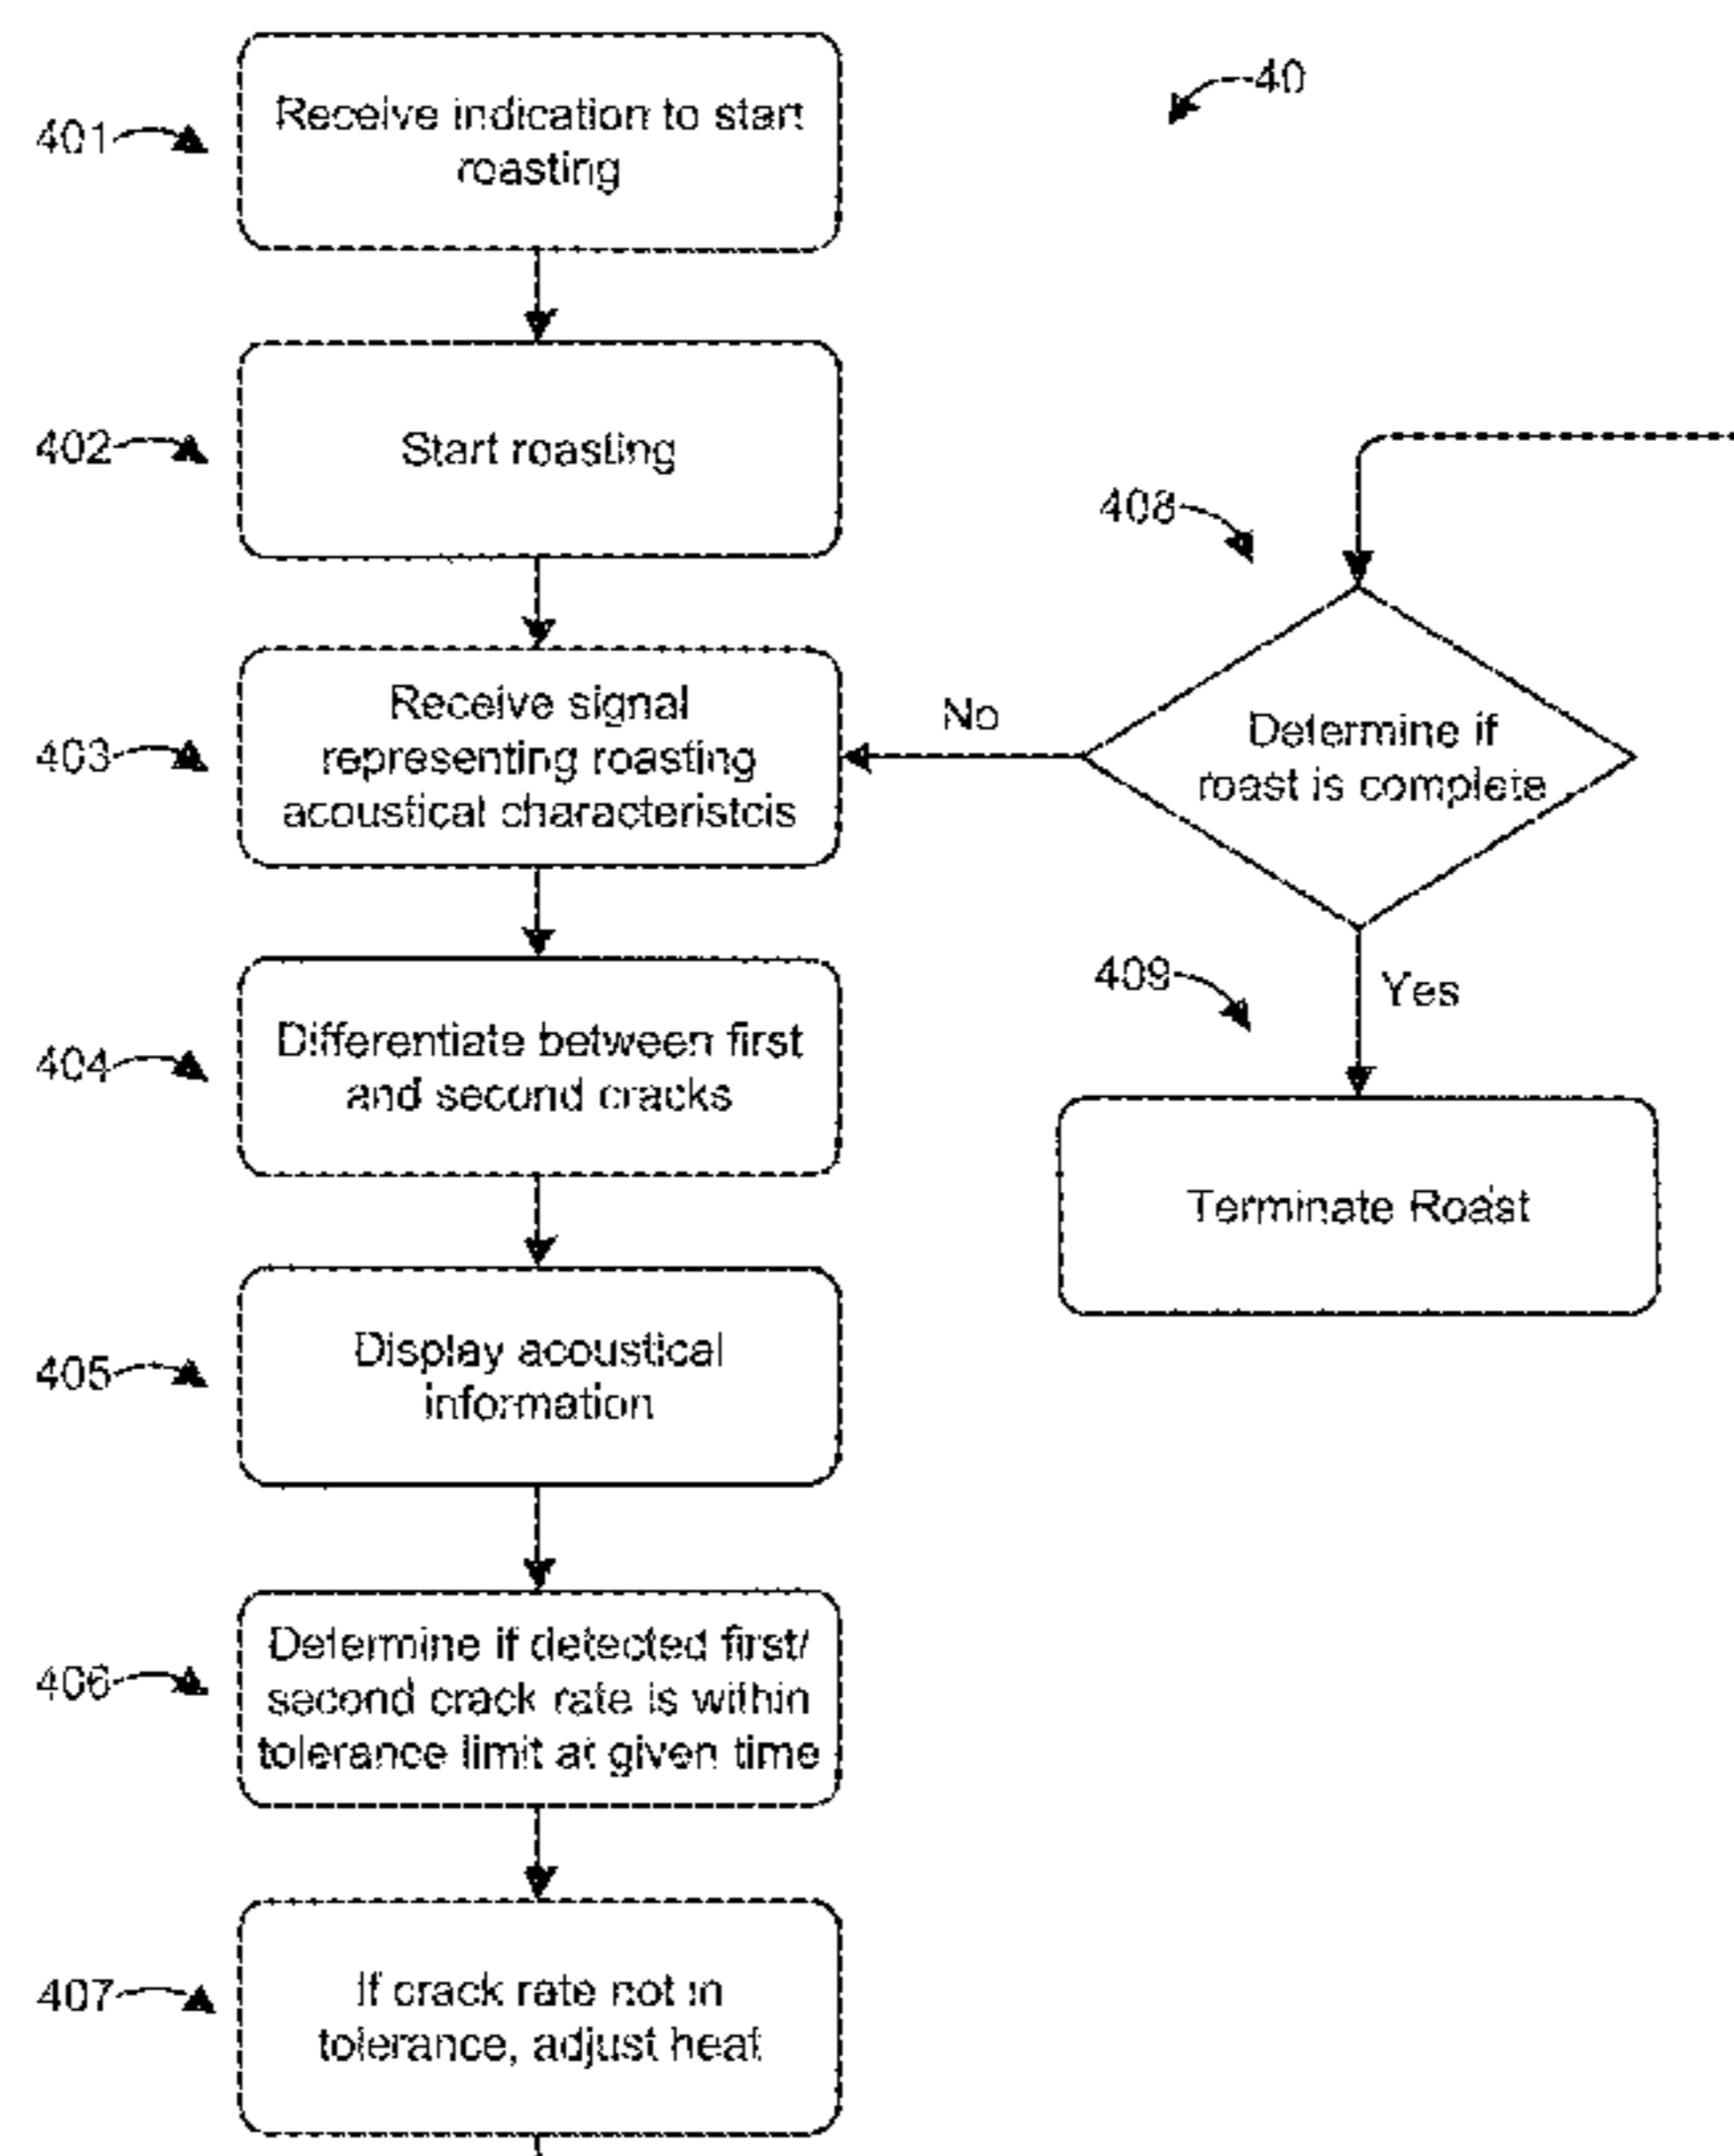 40
401
Receive indication to start
roasting
402
Start roasting
403
Receive signal
representing roasting
acoustical characteristcis
404
Differentiate between first
and second cracks
405
Display acoustical
information
406
Determine if detected first/
second crack rate is within
tolerance limit at given time
407
If crack rate not in
tolerance, adjust heat
408
Determine if
roast is complete
No
Yes
409
Terminate Roast